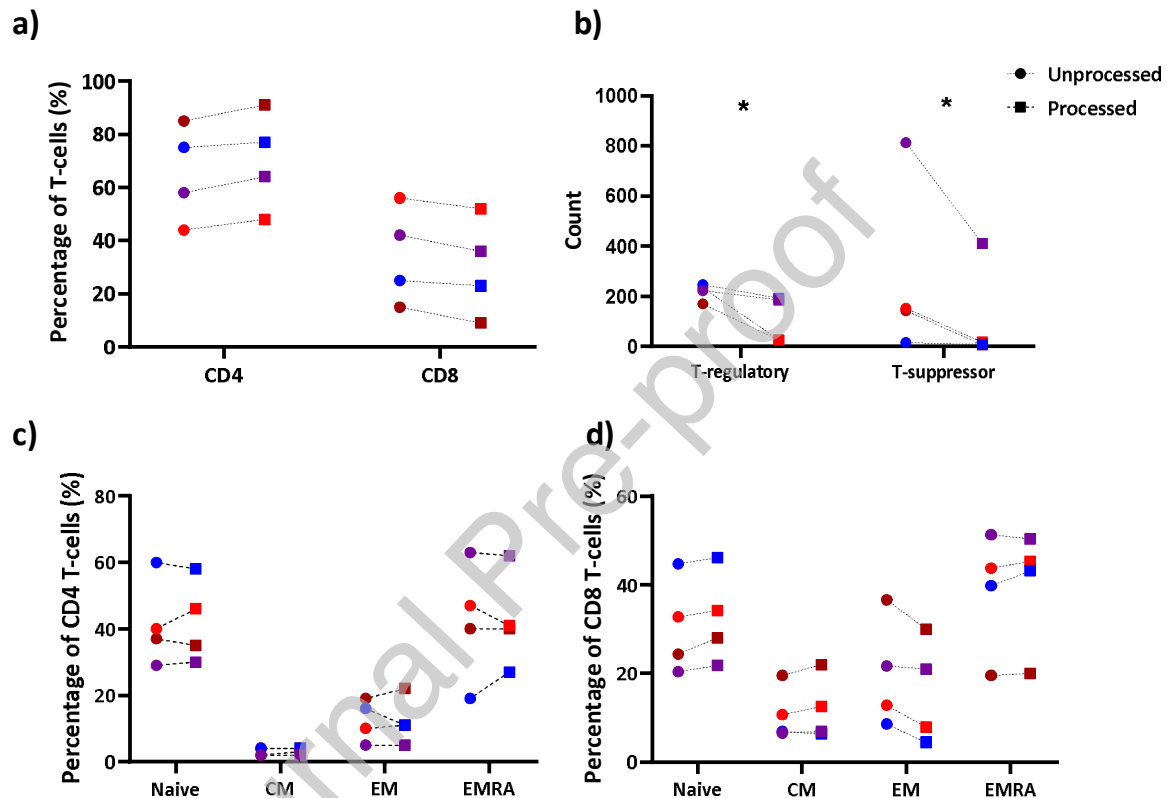 a)
Percentage of T-cells (%)
100
80
60
40
20
0
CD4
CD8
b)
Unprocessed
Processed
Count
1000
800
600
400
200
0
*
*
T-regulatory
T-suppressor
c)
Percentage of CD4 T-cells (%)
80
60
40
20
0
Naive
CM
EM
EMRA
d)
Percentage of CD8 T-cells (%)
60
40
20
0
Naive
CM
EM
EMRA
rnal Pre-proof